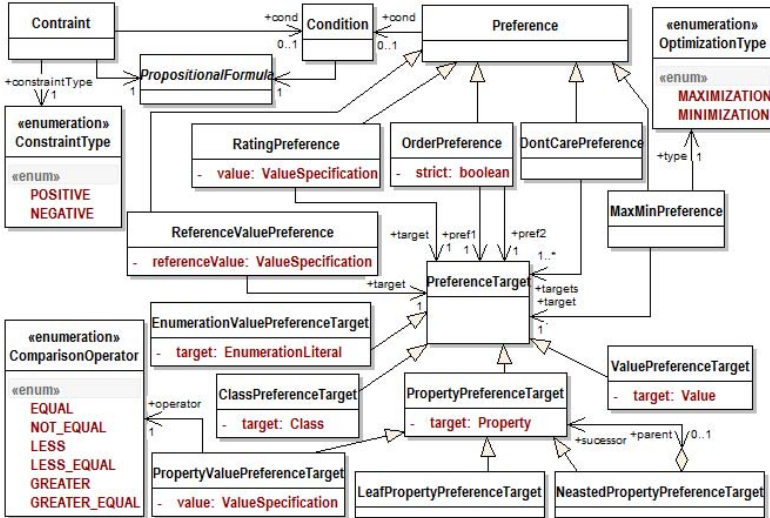 Contraint
+cond
0..1
Condition
+cond
0..1
Preference
«enumeration»
OptimizationType
«enum»
MAXIMIZATION
MINIMIZATION
+constraintType
1
1
PropositionalFormula
1
«enumeration»
ConstraintType
«enum»
POSITIVE
NEGATIVE
RatingPreference
- value: ValueSpecification
OrderPreference
- strict: boolean
DontCarePreference
+type
1
MaxMinPreference
ReferenceValuePreference
- referenceValue: ValueSpecification
+target
1
+pref1
1
+pref2
1
1..*
+target
1
PreferenceTarget
+targets
+target
1
EnumerationValuePreferenceTarget
- target: EnumerationLiteral
«enumeration»
ComparisonOperator
«enum»
EQUAL
NOT_EQUAL
LESS
LESS_EQUAL
GREATER
GREATER_EQUAL
ClassPreferenceTarget
- target: Class
PropertyPreferenceTarget
- target: Property
ValuePreferenceTarget
- target: Value
+operator
1
+sucessor
+parent
0..1
PropertyValuePreferenceTarget
- value: ValueSpecification
LeafPropertyPreferenceTarget
NeastedPropertyPreferenceTarget